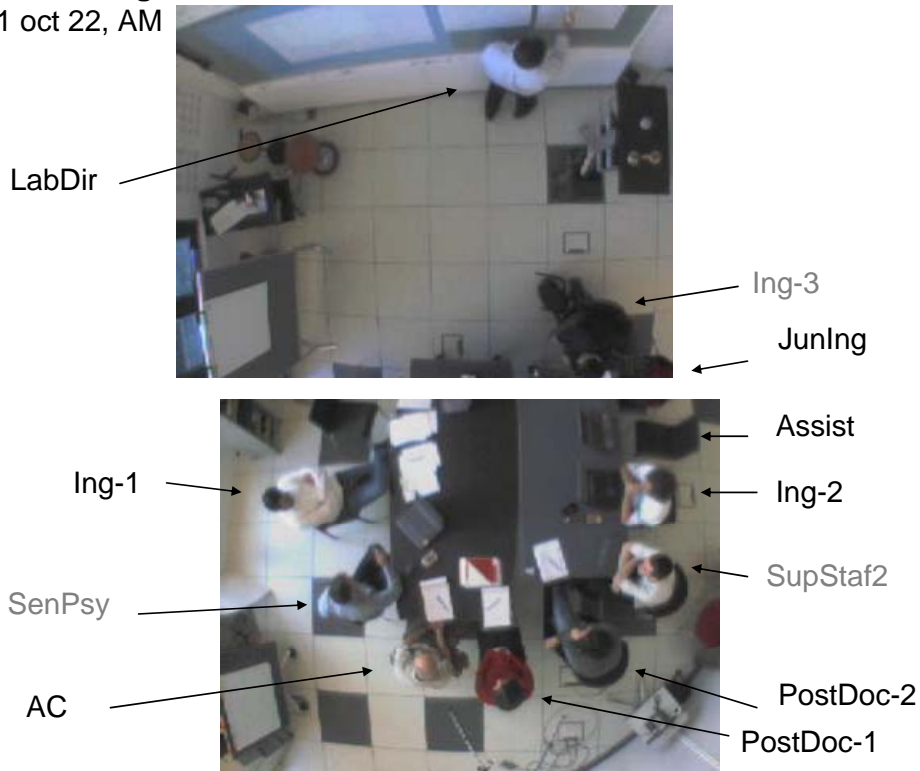 1 oct 22, AM
LabDir
Ing-3
JunIng
Assist
Ing-1
Ing-2
SupStaf2
SenPsy
AC
PostDoc-2
PostDoc-1